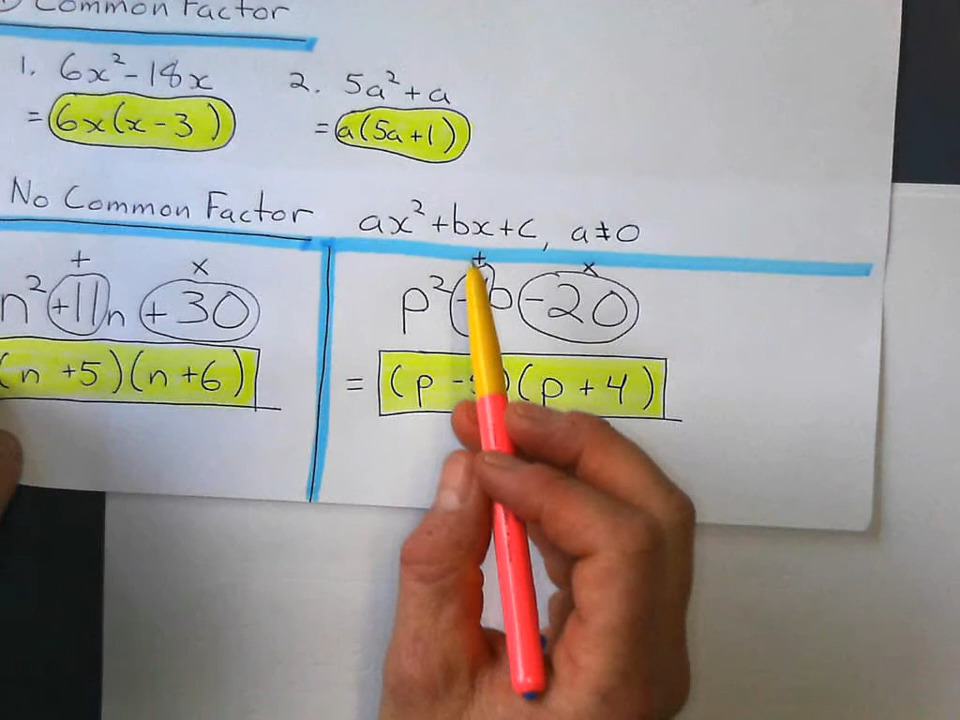 Common Factor
1. 6x² - 18x
= 6x(x - 3)
2. 5a² + a
= a(5a + 1)
No Common Factor
ax² + bx + c, a ≠ 0
+ x
n² + 11n + 30
(n + 5)(n + 6)
+ x
p² - p - 20
= (p - )(p + 4)